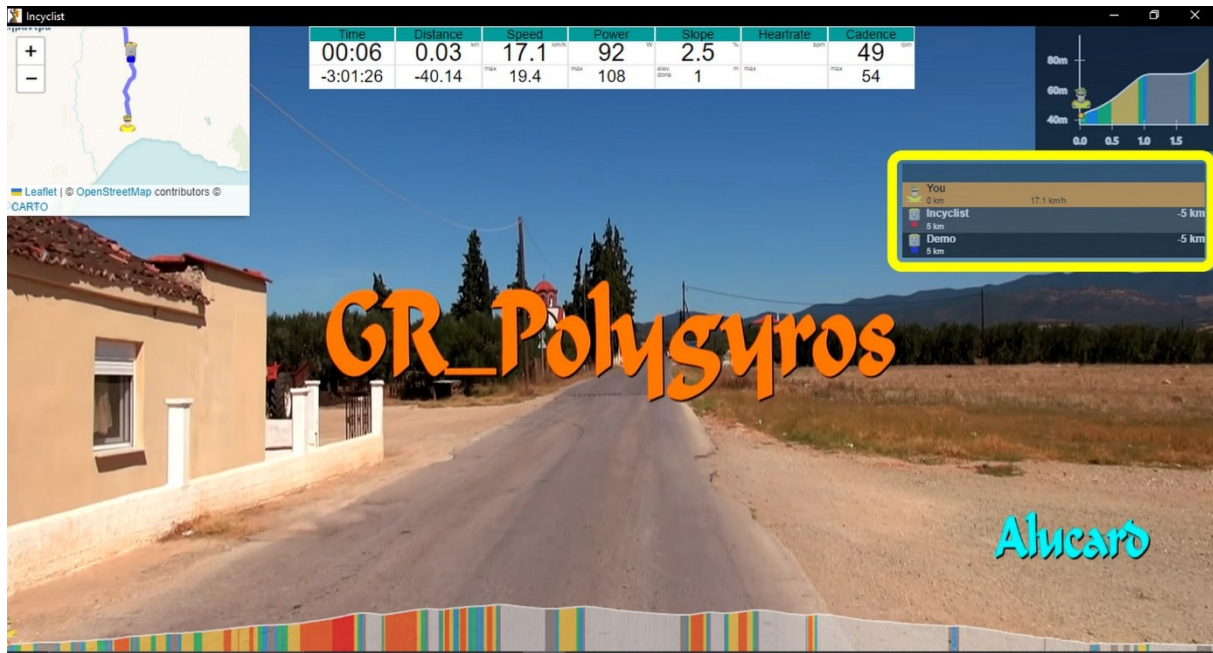 Incyclist
+
−
Leaflet | © OpenStreetMap contributors ©
CARTO
Time Distance Speed Power Slope Heartrate Cadence
00:06 0.03 km 17.1 km/h 92 W 2.5 % bpm 49 rpm
-3:01:26 -40.14 max 19.4 max 108 elev. done 1 m max max 54
80m
60m
40m
0.0 0.5 1.0 1.5
You
0 km 17.1 km/h
Incyclist -5 km
5 km
Demo -5 km
5 km
GR_Polygyros
Alucard